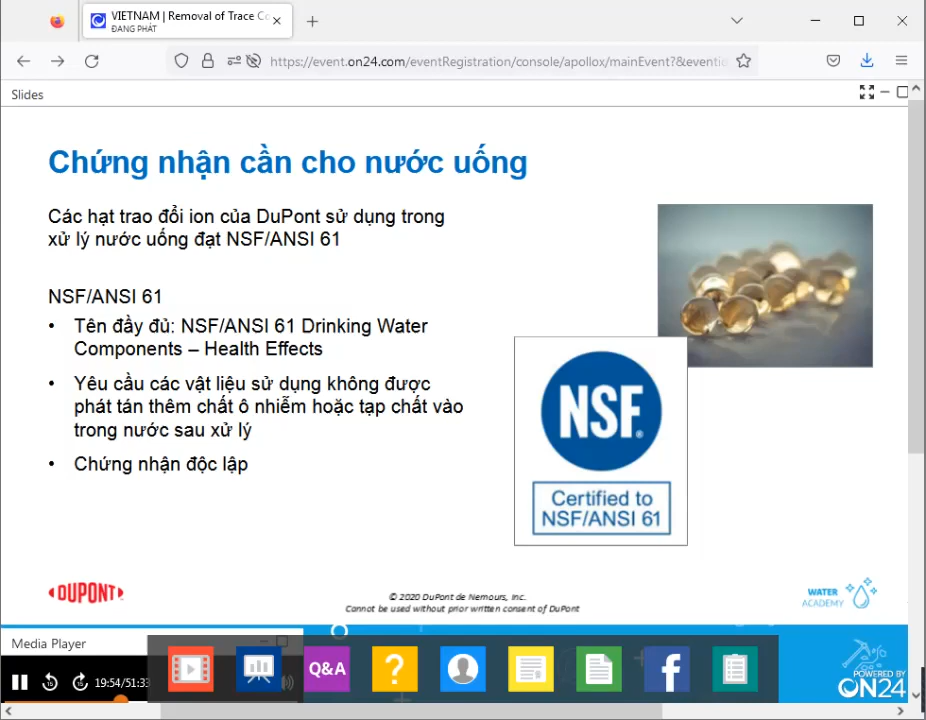 VIETNAM | Removal of Trace Co
ĐANG PHÁT
https://event.on24.com/eventRegistration/console/apollox/mainEvent?&eventid
Slides
Chứng nhận cần cho nước uống
Các hạt trao đổi ion của DuPont sử dụng trong
xử lý nước uống đạt NSF/ANSI 61
NSF/ANSI 61
• Tên đầy đủ: NSF/ANSI 61 Drinking Water
Components – Health Effects
• Yêu cầu các vật liệu sử dụng không được
phát tán thêm chất ô nhiễm hoặc tạp chất vào
trong nước sau xử lý
• Chứng nhận độc lập
NSF®
Certified to
NSF/ANSI 61
DUPONT
© 2020 DuPont de Nemours, Inc.
Cannot be used without prior written consent of DuPont
WATER
ACADEMY
Media Player
15
15
19:54/51:33
Q&A
?
f
POWERED BY
ON24